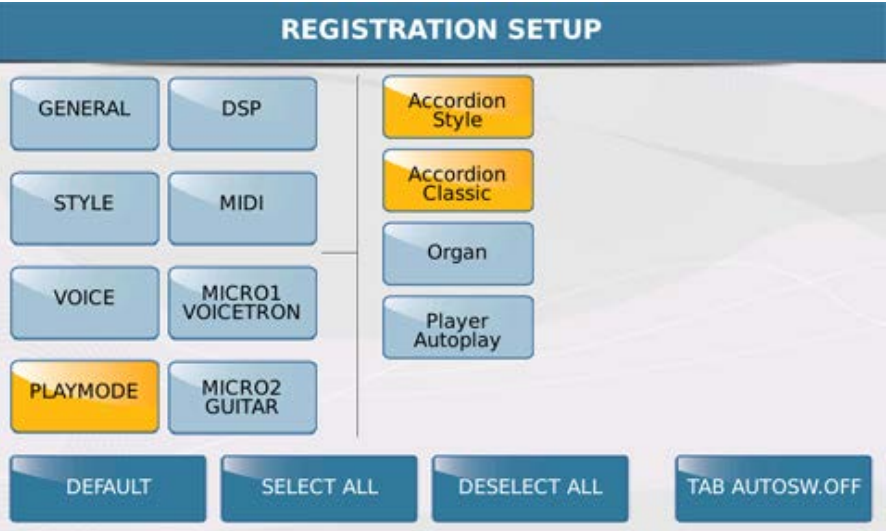 REGISTRATION SETUP
GENERAL
DSP
STYLE
MIDI
VOICE
MICRO1
VOICETRON
PLAYMODE
MICRO2
GUITAR
Accordion
Style
Accordion
Classic
Organ
Player
Autoplay
DEFAULT
SELECT ALL
DESELECT ALL
TAB AUTOSW.OFF